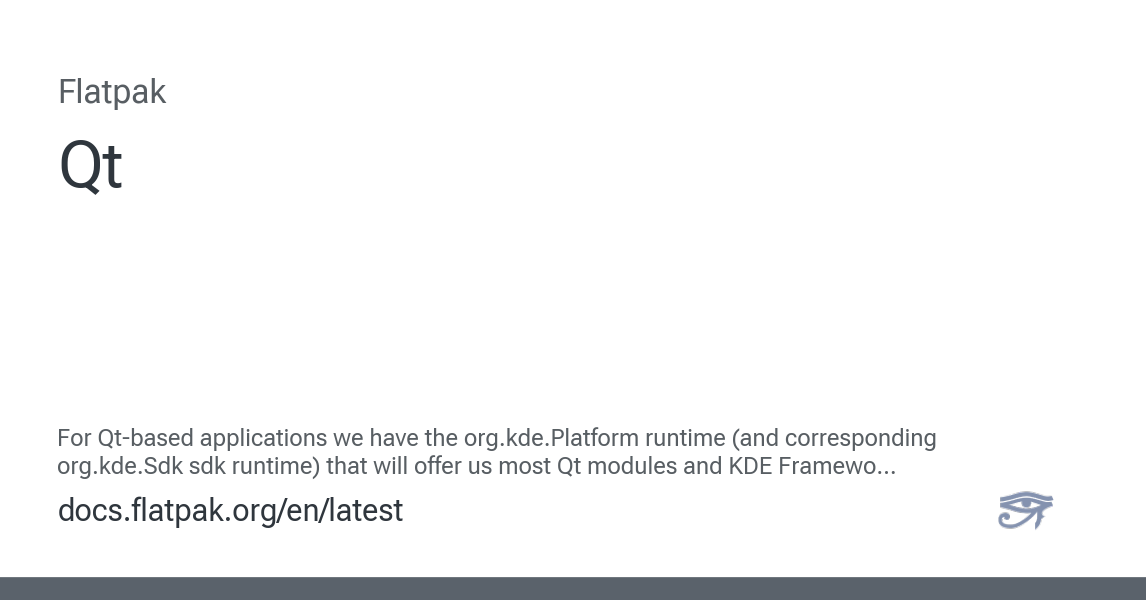 Flatpak
Qt
For Qt-based applications we have the org.kde.Platform runtime (and corresponding
org.kde.Sdk sdk runtime) that will offer us most Qt modules and KDE Framewo...
docs.flatpak.org/en/latest